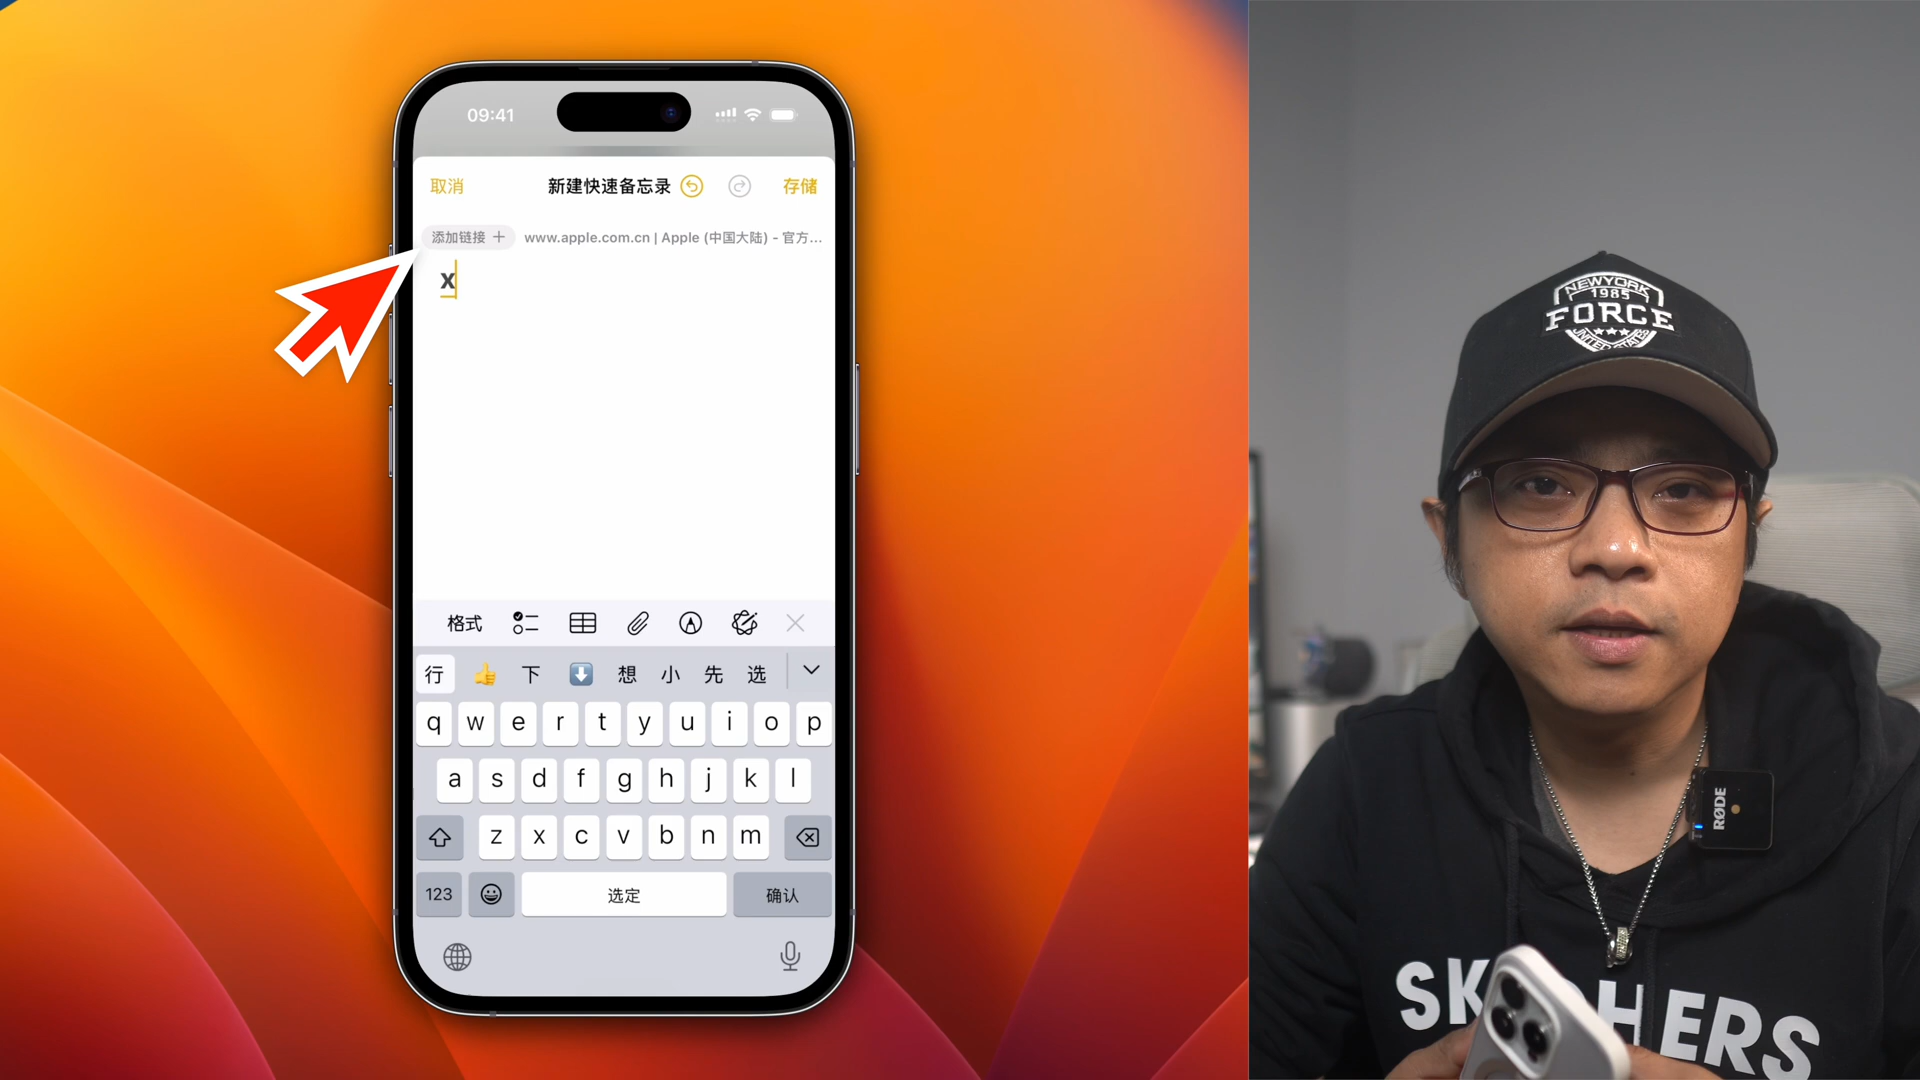 09:41
取消
新建快速备忘录
存储
添加链接 +
www.apple.com.cn | Apple (中国大陆) - 官方...
x
格式
行 👍 下 ⬇️ 想 小 先 选
q w e r t y u i o p
a s d f g h j k l
z x c v b n m
123
选定
确认
NEWYORK
1985
FORCE
UNITED STATES
RØDE